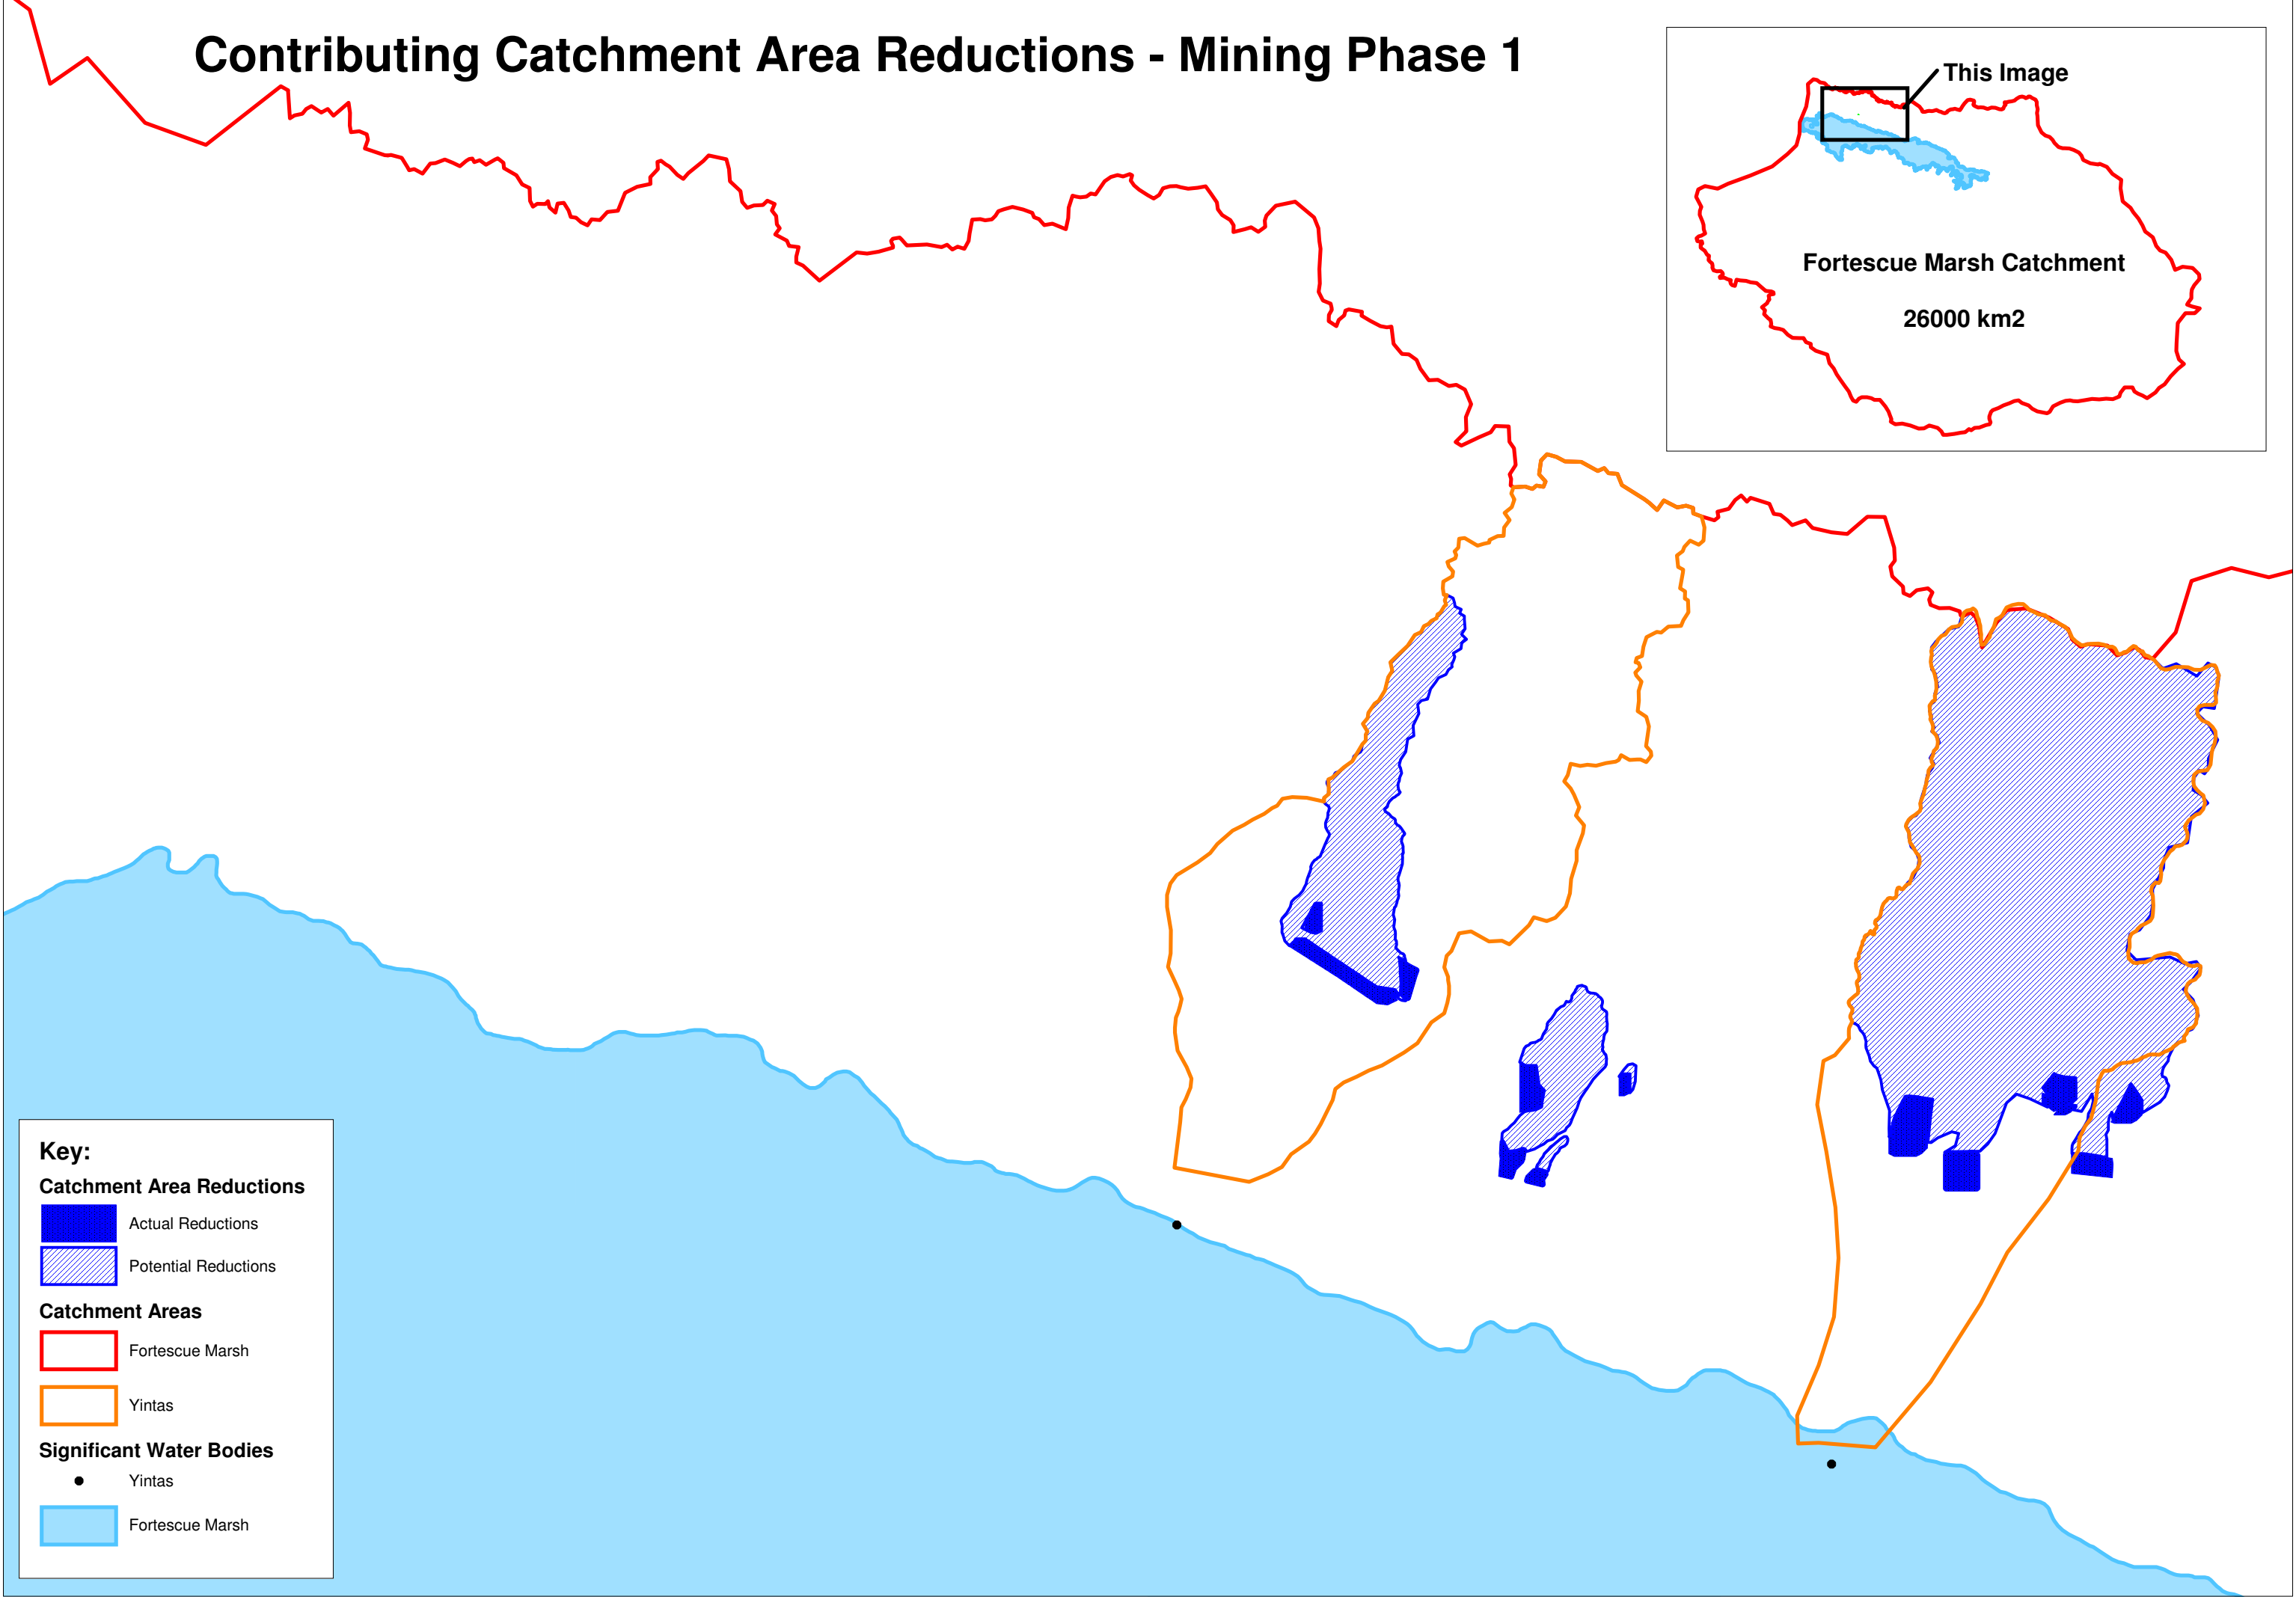 Contributing Catchment Area Reductions - Mining Phase 1
This Image
Fortescue Marsh Catchment
26000 km2
Key:
Catchment Area Reductions
Actual Reductions
Potential Reductions
Catchment Areas
Fortescue Marsh
Yintas
Significant Water Bodies
Yintas
Fortescue Marsh